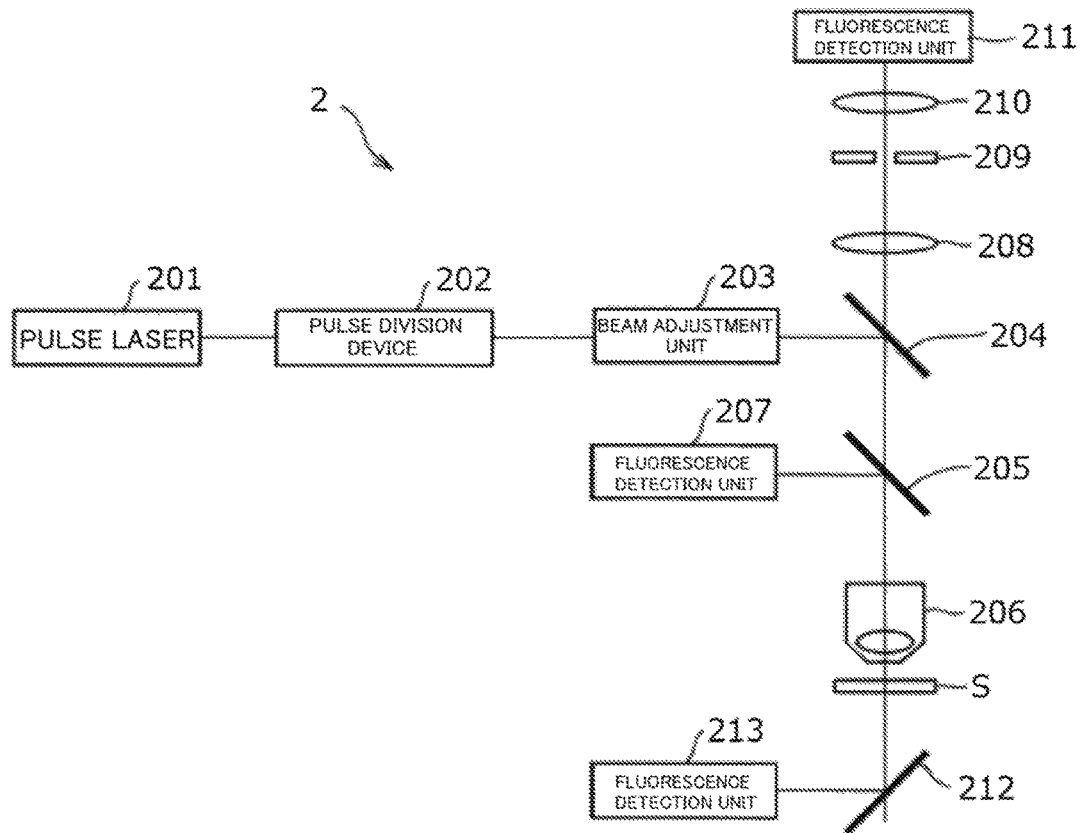 FLUORESCENCE
DETECTION UNIT
211
210
2
209
208
201
202
203
PULSE LASER
PULSE DIVISION
DEVICE
BEAM ADJUSTMENT
UNIT
204
207
FLUORESCENCE
DETECTION UNIT
205
206
S
213
FLUORESCENCE
DETECTION UNIT
212